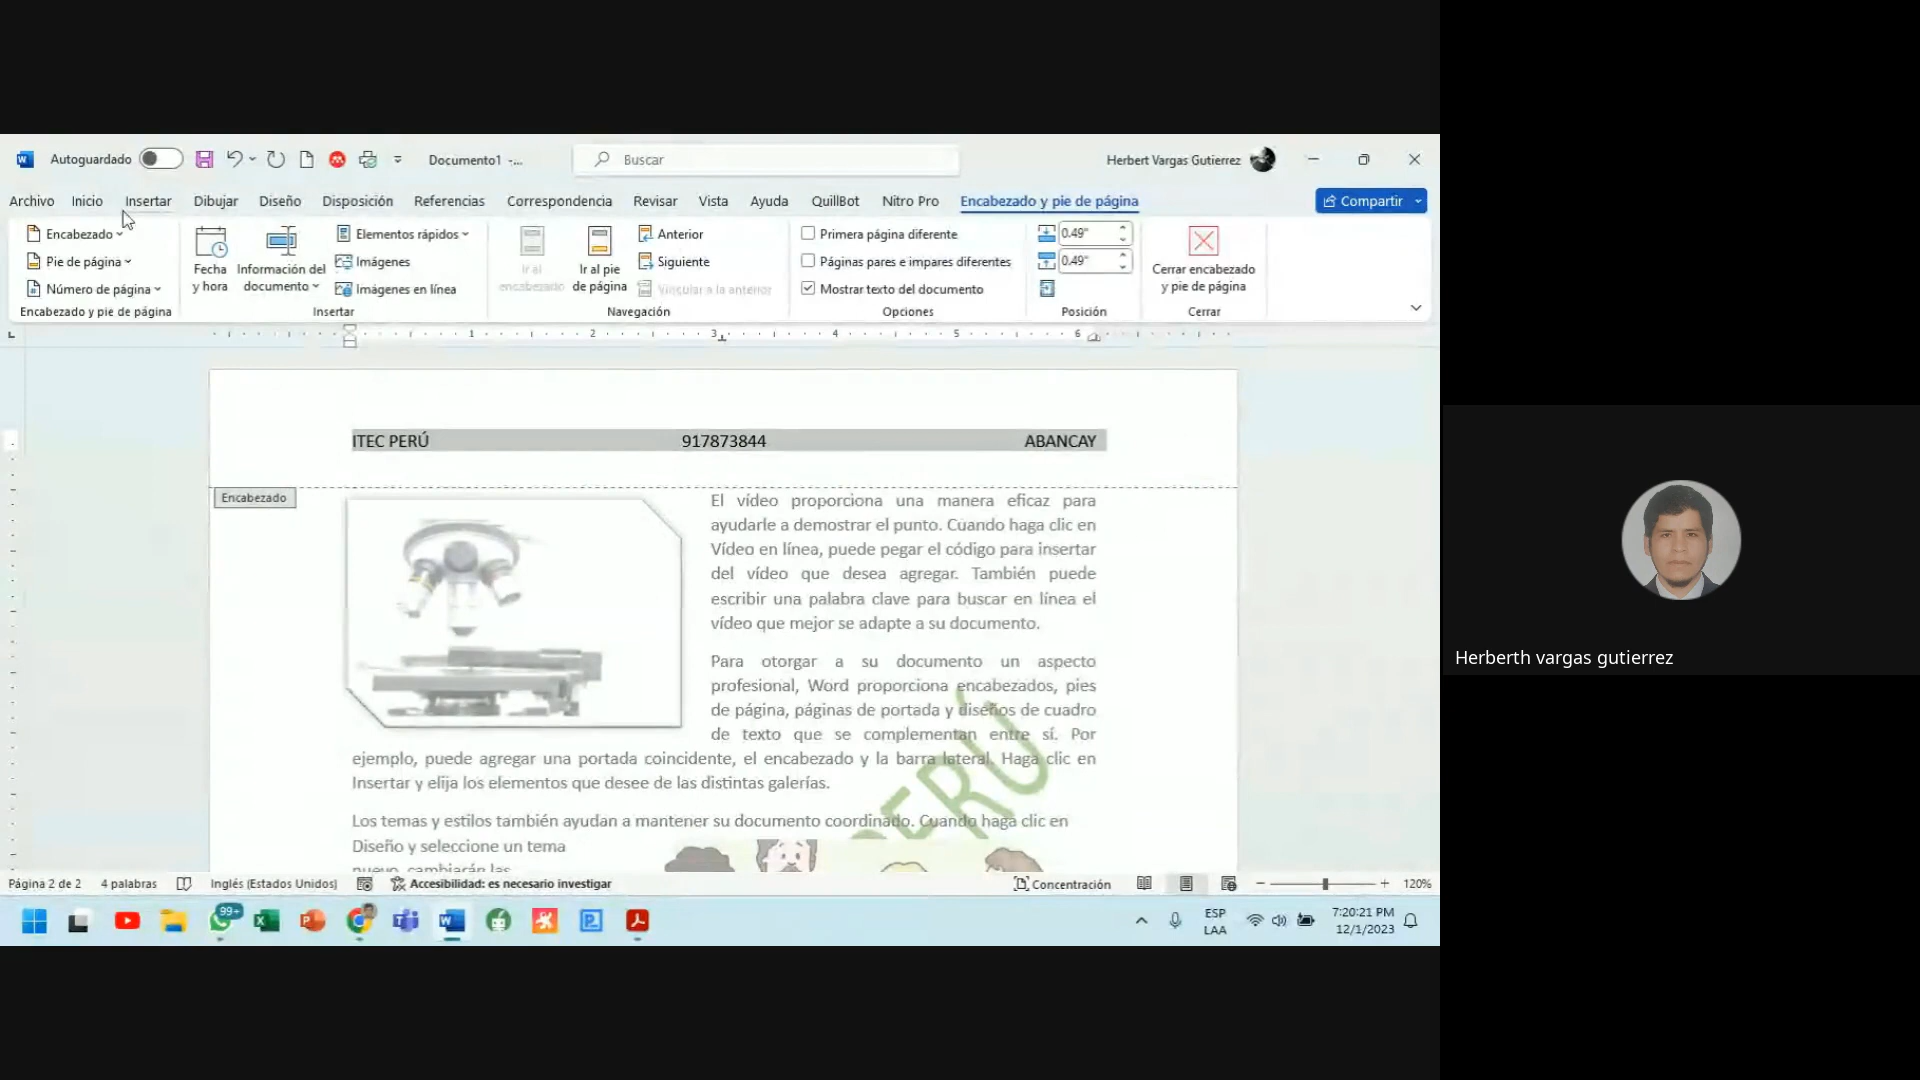 Autoguardado
Documento1 -...
Buscar
Herbert Vargas Gutierrez
Archivo Inicio Insertar Dibujar Diseño Disposición Referencias Correspondencia Revisar Vista Ayuda QuillBot Nitro Pro Encabezado y pie de página
Compartir
Encabezado
Pie de página
Número de página
Encabezado y pie de página
Fecha
y hora
Información del
documento
Elementos rápidos
Imágenes
Imágenes en línea
Insertar
Ir al
encabezado
Ir al pie
de página
Anterior
Siguiente
Vincular a la anterior
Navegación
Primera página diferente
Páginas pares e impares diferentes
Mostrar texto del documento
Opciones
0.49"
0.49"
Posición
Cerrar encabezado
y pie de página
Cerrar
1 2 3 4 5 6
ITEC PERÚ 917873844 ABANCAY
Encabezado
El vídeo proporciona una manera eficaz para
ayudarle a demostrar el punto. Cuando haga clic en
Vídeo en línea, puede pegar el código para insertar
del vídeo que desea agregar. También puede
escribir una palabra clave para buscar en línea el
vídeo que mejor se adapte a su documento.
Para otorgar a su documento un aspecto
profesional, Word proporciona encabezados, pies
de página, páginas de portada y diseños de cuadro
de texto que se complementan entre sí. Por
ejemplo, puede agregar una portada coincidente, el encabezado y la barra lateral. Haga clic en
Insertar y elija los elementos que desee de las distintas galerías.
Los temas y estilos también ayudan a mantener su documento coordinado. Cuando haga clic en
Diseño y seleccione un tema
nuevo, cambiarán las
PERÚ
Página 2 de 2
4 palabras
Inglés (Estados Unidos)
Accesibilidad: es necesario investigar
Concentración
120%
99+
ESP
LAA
7:20:21 PM
12/1/2023
Herberth vargas gutierrez